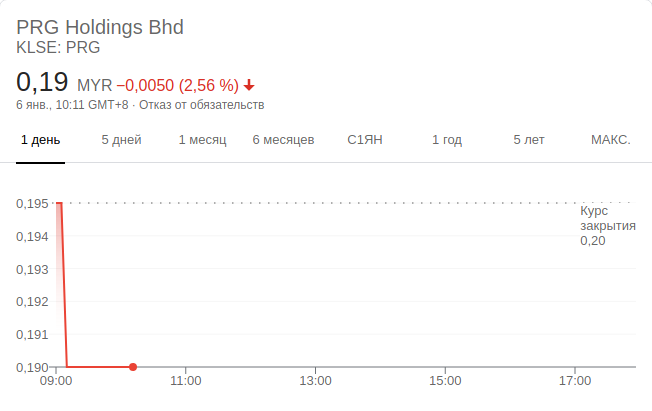 PRG Holdings Bhd
KLSE: PRG
0,19 MYR −0,0050 (2,56 %)
6 янв., 10:11 GMT+8 · Отказ от обязательств
1 день 5 дней 1 месяц 6 месяцев С1ЯН 1 год 5 лет МАКС.
0,195
Курс
закрытия
0,20
0,194
0,193
0,192
0,191
0,190
09:00 11:00 13:00 15:00 17:00